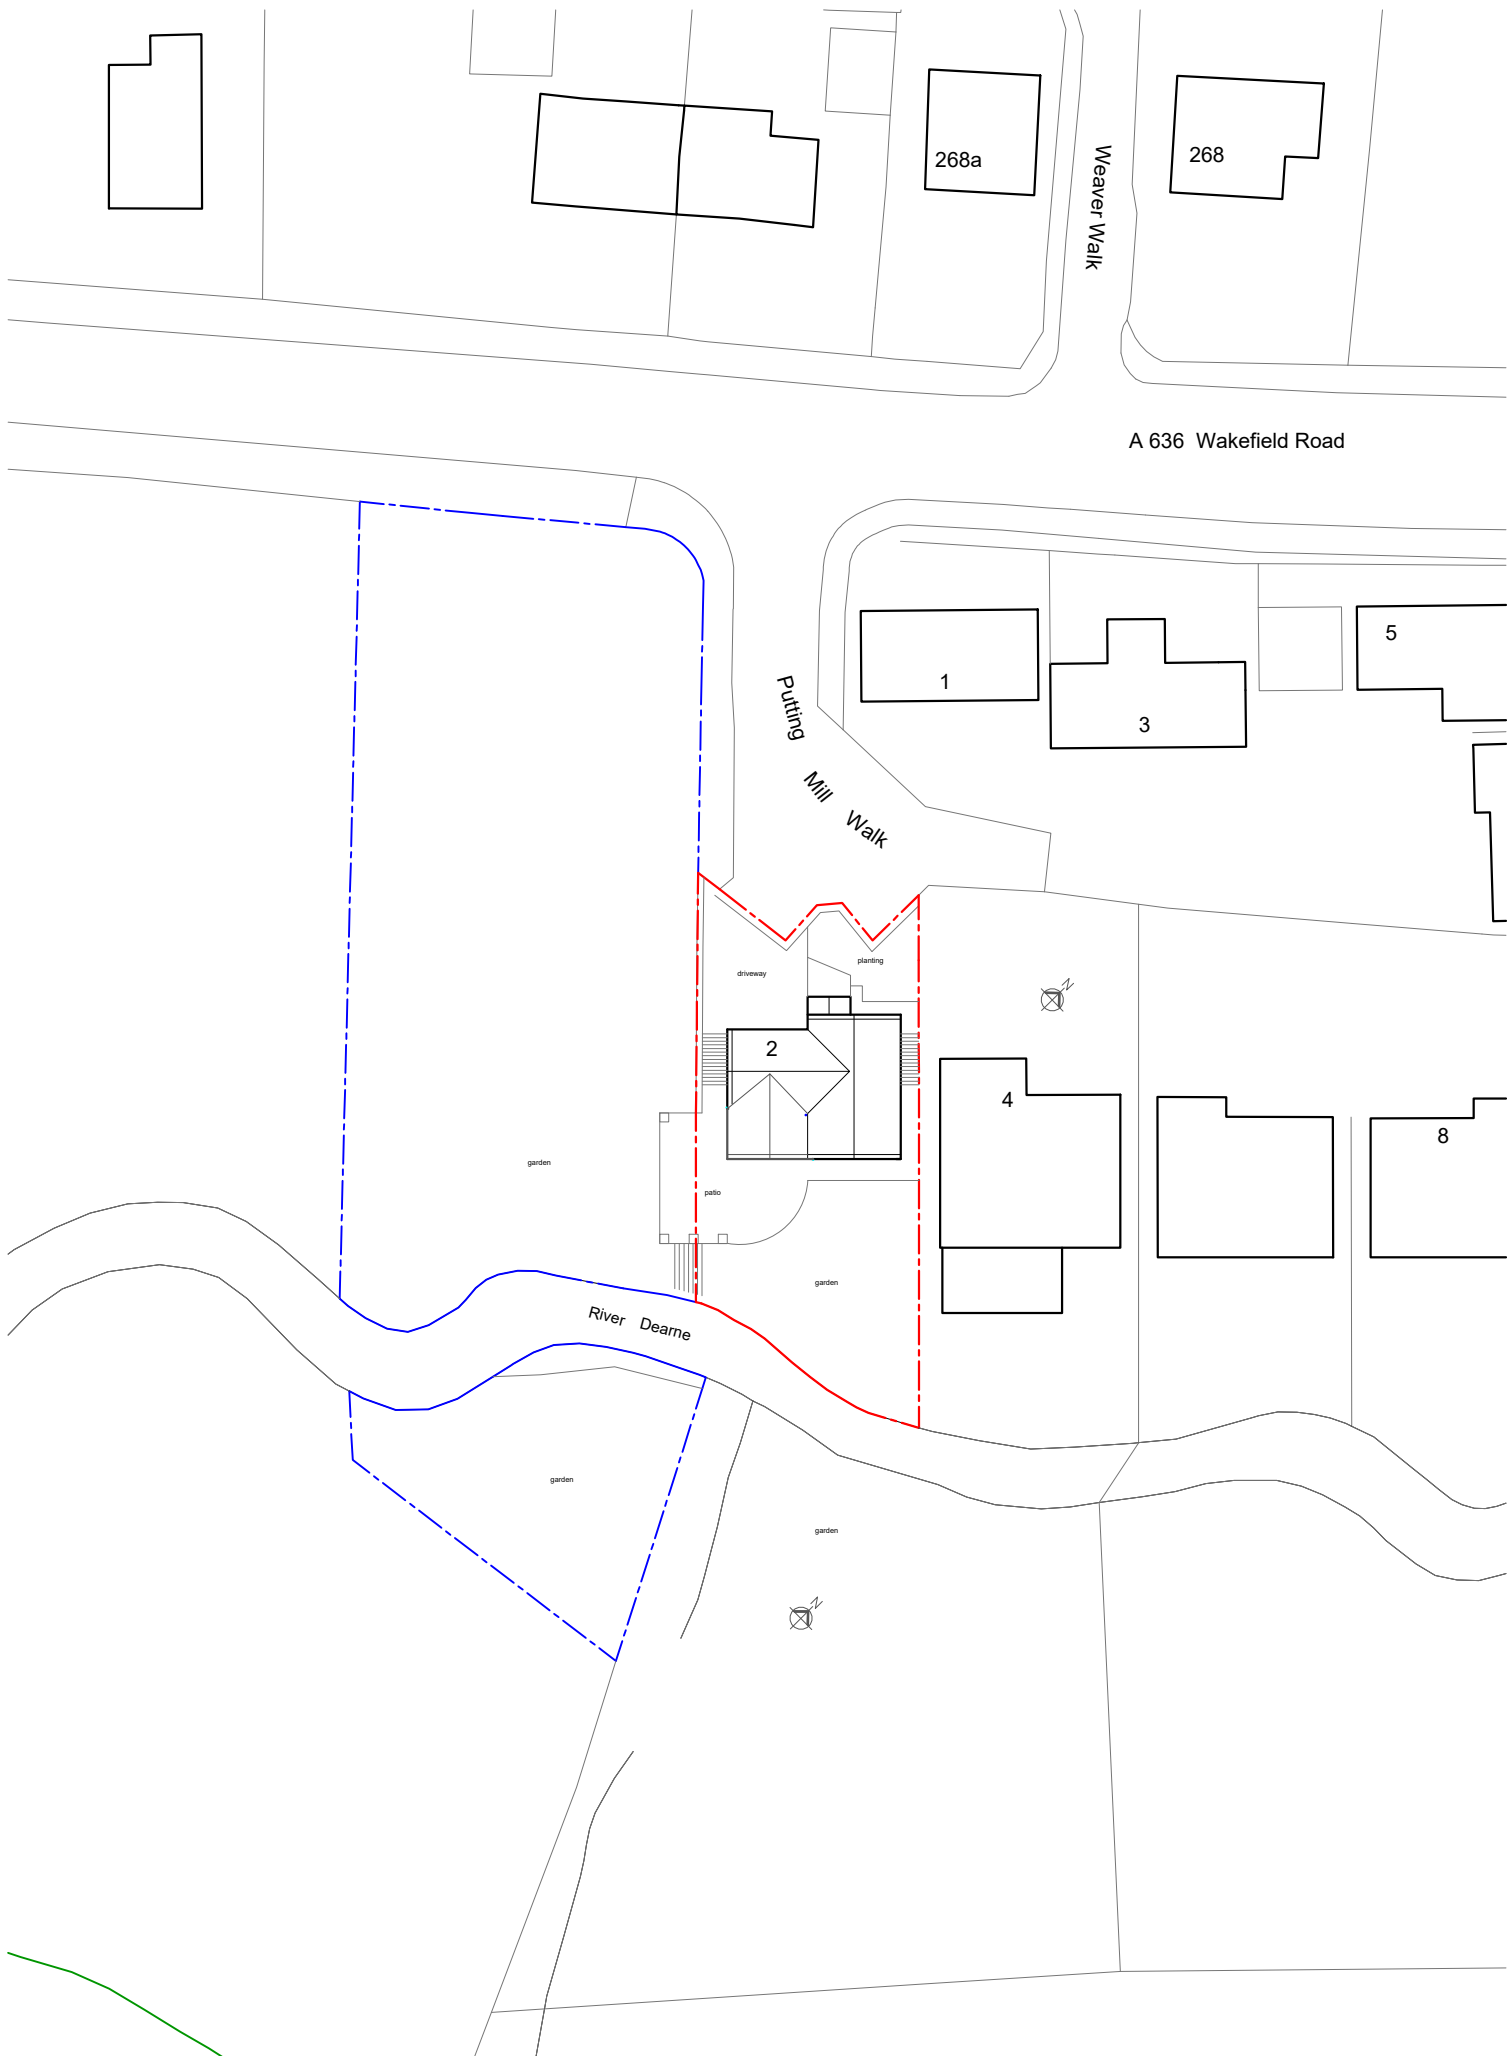 268a
Weaver Walk
268
A 636 Wakefield Road
5
1
3
Putting Mill Walk
planting
driveway
N
2
4
8
garden
patio
garden
River Dearne
garden
garden
N